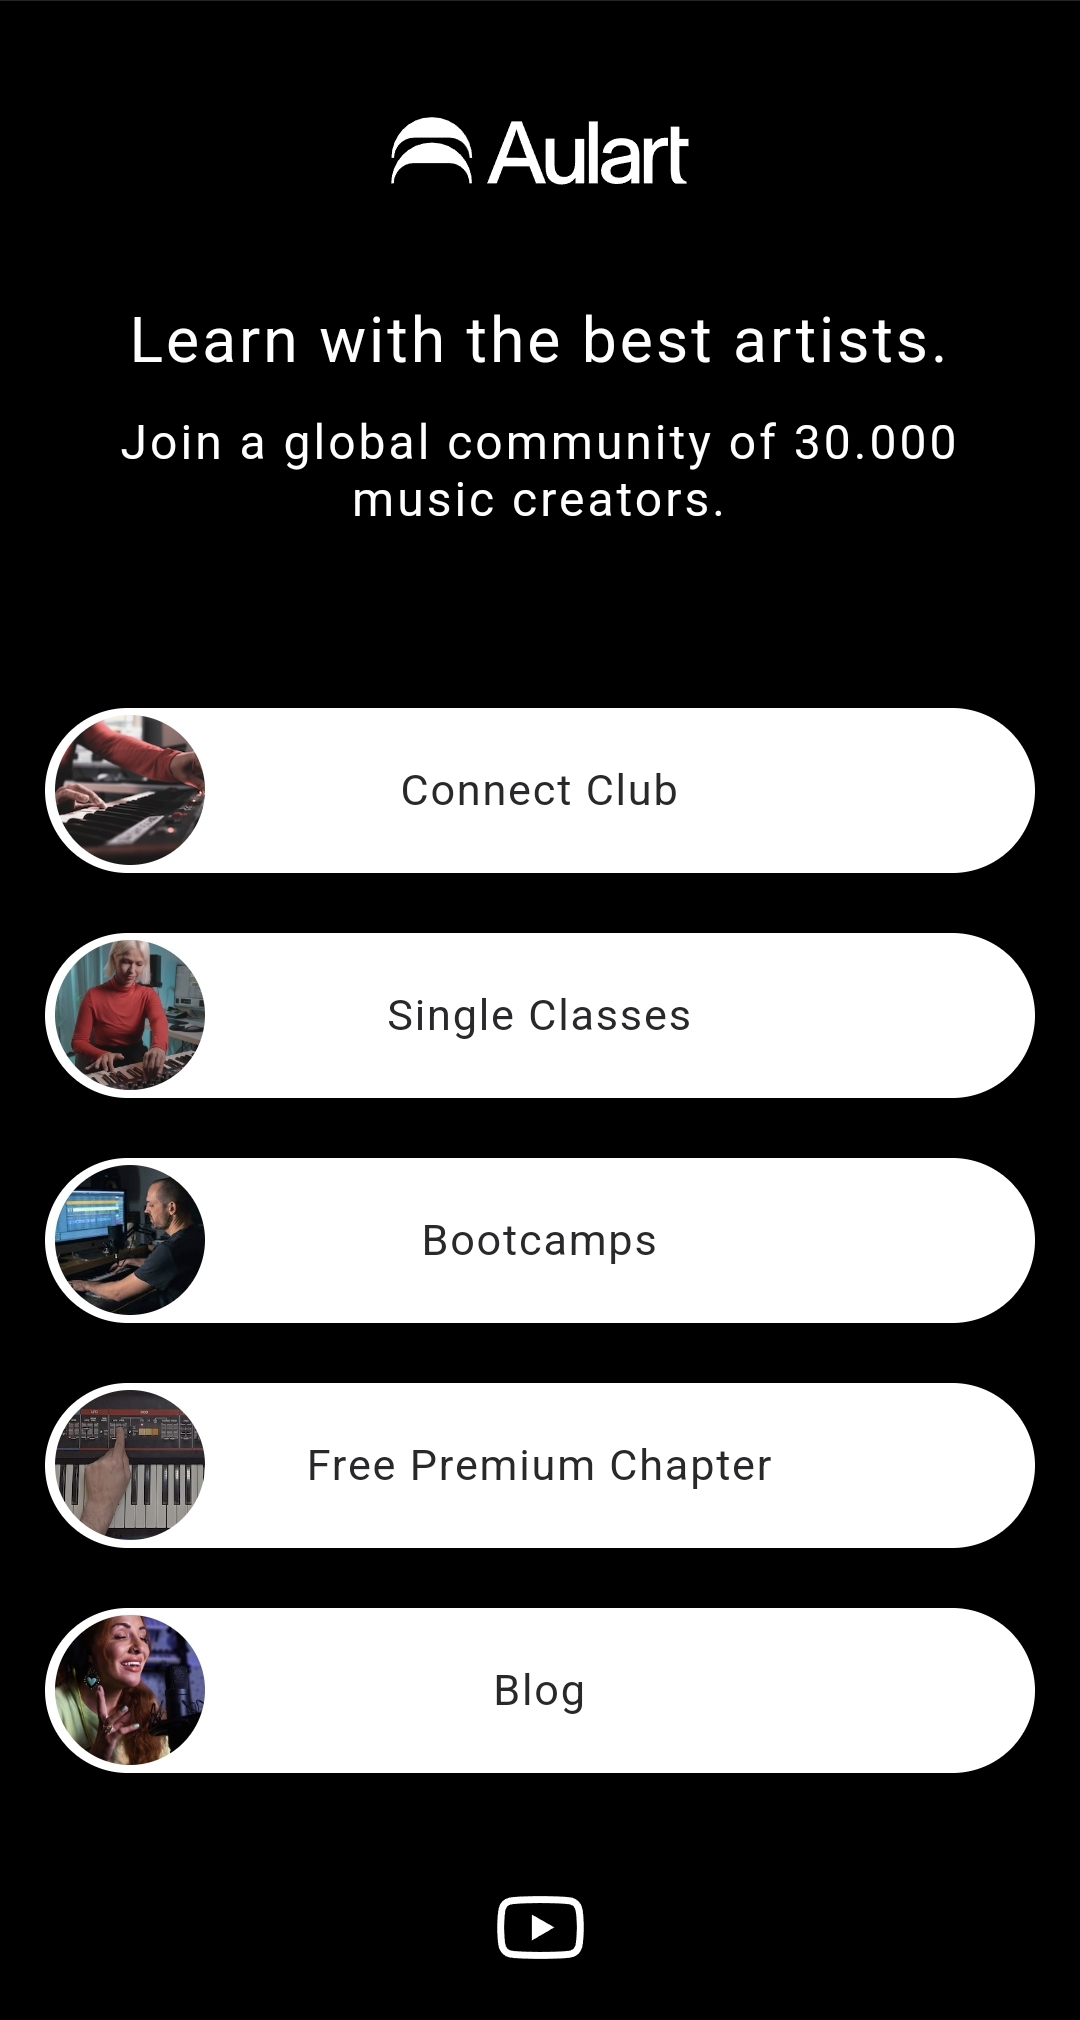 Aulart
Learn with the best artists.
Join a global community of 30.000
music creators.
Connect Club
Single Classes
Bootcamps
Free Premium Chapter
Blog